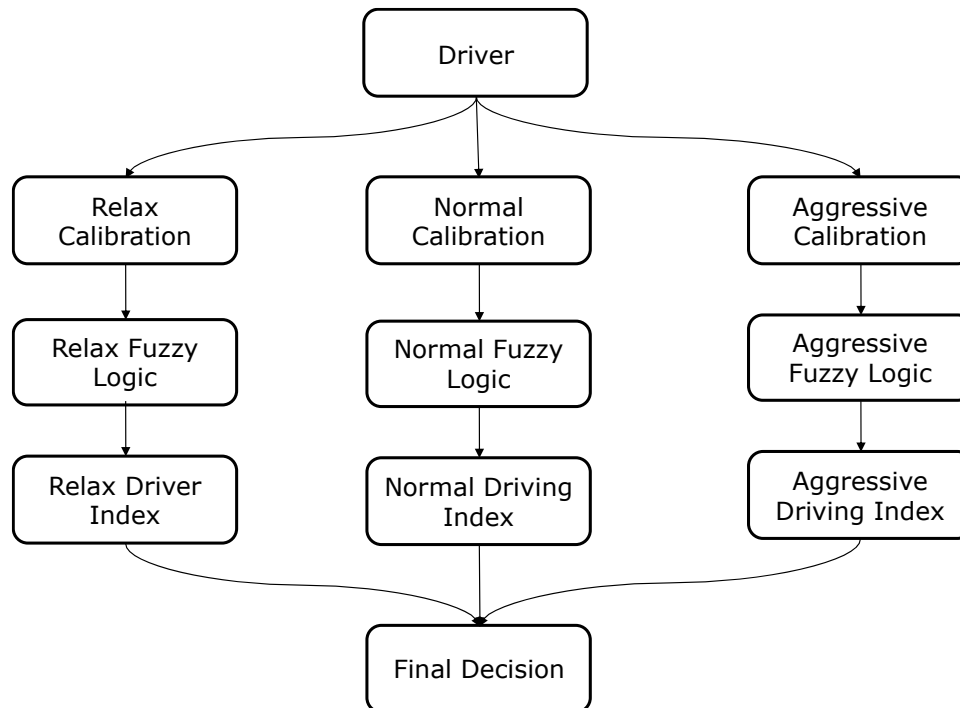 Driver
Relax
Calibration
Normal
Calibration
Aggressive
Calibration
Relax Fuzzy
Logic
Normal Fuzzy
Logic
Aggressive
Fuzzy Logic
Relax Driver
Index
Normal Driving
Index
Aggressive
Driving Index
Final Decision